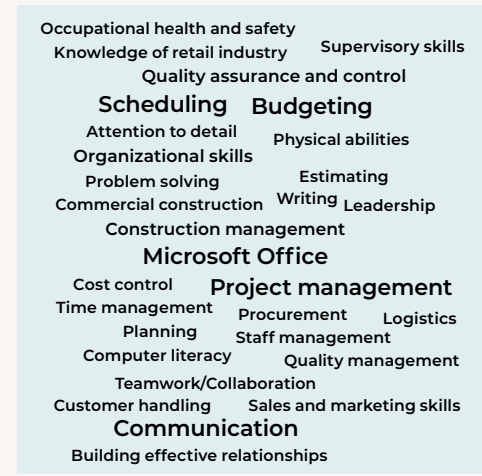 Occupational health and safety
Knowledge of retail industry Supervisory skills
Quality assurance and control
Scheduling Budgeting
Attention to detail Physical abilities
Organizational skills
Problem solving Estimating
Commercial construction Writing Leadership
Construction management
Microsoft Office
Cost control Project management
Time management Procurement Logistics
Planning Staff management
Computer literacy Quality management
Teamwork/Collaboration
Customer handling Sales and marketing skills
Communication
Building effective relationships